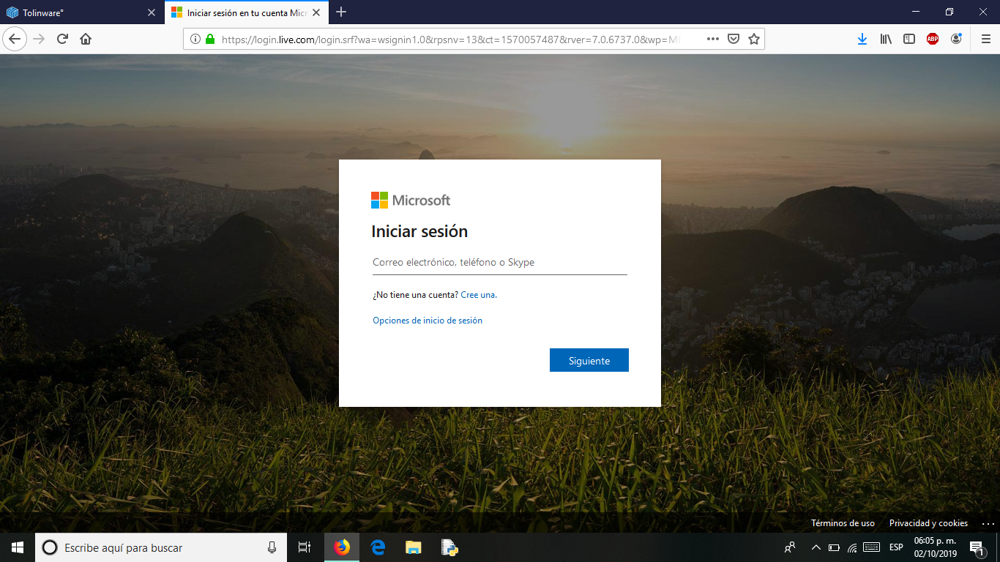 Tolinware°
Iniciar sesión en tu cuenta Micr
https://login.live.com/login.srf?wa=wsignin1.0&rpsnv=13&ct=1570057487&rver=7.0.6737.0&wp=M
ABP
Microsoft
Iniciar sesión
Correo electrónico, teléfono o Skype
¿No tiene una cuenta? Cree una.
Opciones de inicio de sesión
Siguiente
Términos de uso
Privacidad y cookies
Escribe aquí para buscar
ESP
06:05 p. m.
02/10/2019
1